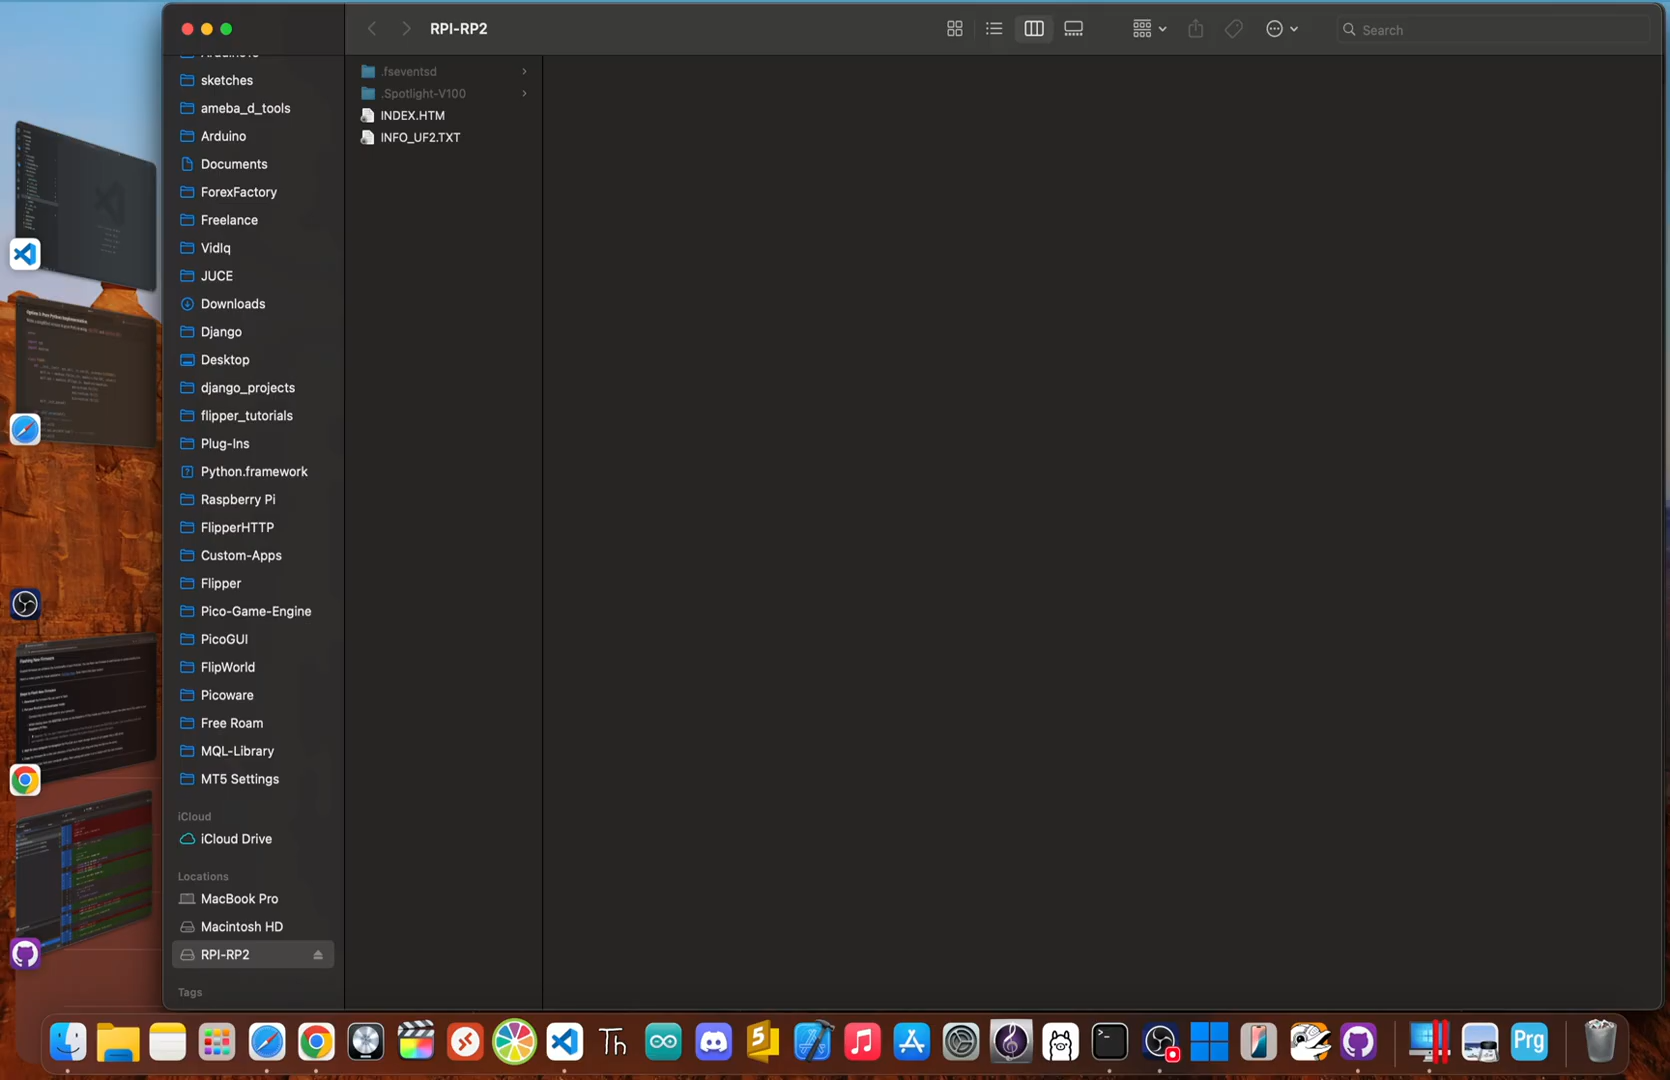 RPI-RP2
Search
sketches
ameba_d_tools
Arduino
Documents
ForexFactory
Freelance
VidIq
JUCE
Downloads
Django
Desktop
django_projects
flipper_tutorials
Plug-Ins
Python.framework
Raspberry Pi
FlipperHTTP
Custom-Apps
Flipper
Pico-Game-Engine
PicoGUI
FlipWorld
Picoware
Free Roam
MQL-Library
MT5 Settings
iCloud
iCloud Drive
Locations
MacBook Pro
Macintosh HD
RPI-RP2
Tags
.fseventsd
.Spotlight-V100
INDEX.HTM
INFO_UF2.TXT
Th
5
Prg